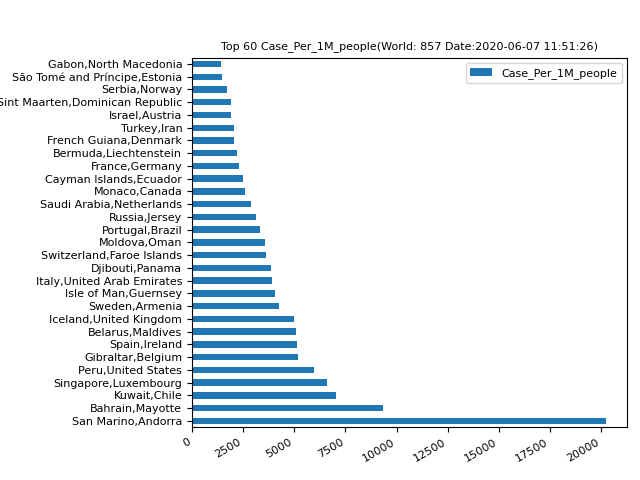 Top 60 Case_Per_1M_people(World: 857 Date:2020-06-07 11:51:26)
Case_Per_1M_people
Gabon,North Macedonia
São Tomé and Príncipe,Estonia
Serbia,Norway
Sint Maarten,Dominican Republic
Israel,Austria
Turkey,Iran
French Guiana,Denmark
Bermuda,Liechtenstein
France,Germany
Cayman Islands,Ecuador
Monaco,Canada
Saudi Arabia,Netherlands
Russia,Jersey
Portugal,Brazil
Moldova,Oman
Switzerland,Faroe Islands
Djibouti,Panama
Italy,United Arab Emirates
Isle of Man,Guernsey
Sweden,Armenia
Iceland,United Kingdom
Belarus,Maldives
Spain,Ireland
Gibraltar,Belgium
Peru,United States
Singapore,Luxembourg
Kuwait,Chile
Bahrain,Mayotte
San Marino,Andorra
0 2500 5000 7500 10000 12500 15000 17500 20000